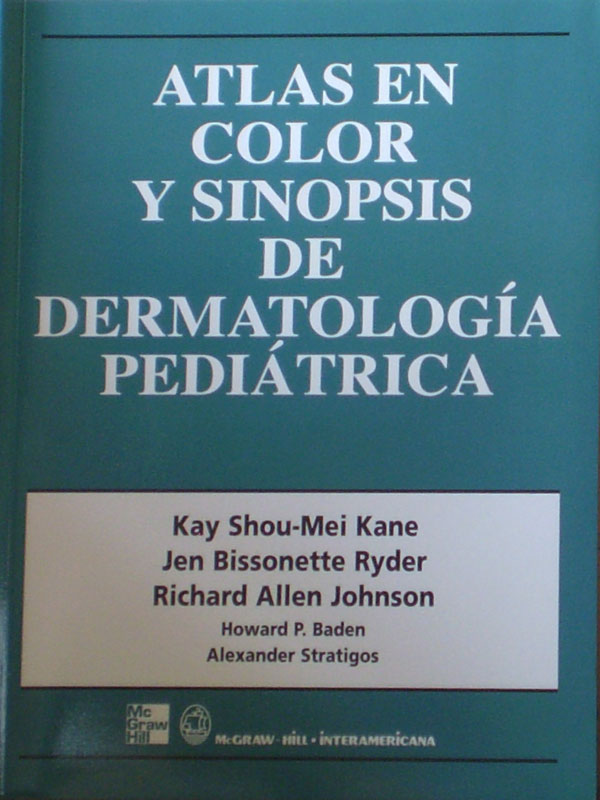 ATLAS EN
COLOR
Y SINOPSIS
DE
DERMATOLOGÍA
PEDIÁTRICA
Kay Shou-Mei Kane
Jen Bissonette Ryder
Richard Allen Johnson
Howard P. Baden
Alexander Stratigos
Mc
Graw
Hill
McGRAW-HILL • INTERAMERICANA